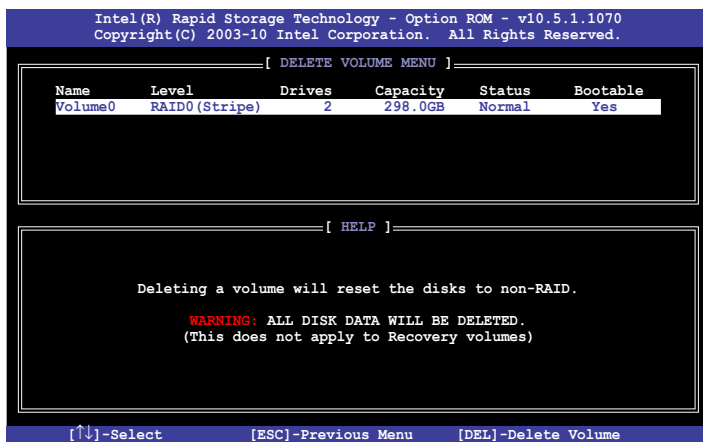 Intel(R) Rapid Storage Technology - Option ROM - v10.5.1.1070
Copyright(C) 2003-10 Intel Corporation. All Rights Reserved.
[ DELETE VOLUME MENU ]
Name Level Drives Capacity Status Bootable
Volume0 RAID0(Stripe) 2 298.0GB Normal Yes
[ HELP ]
Deleting a volume will reset the disks to non-RAID.
WARNING: ALL DISK DATA WILL BE DELETED.
(This does not apply to Recovery volumes)
[↑↓]-Select [ESC]-Previous Menu [DEL]-Delete Volume